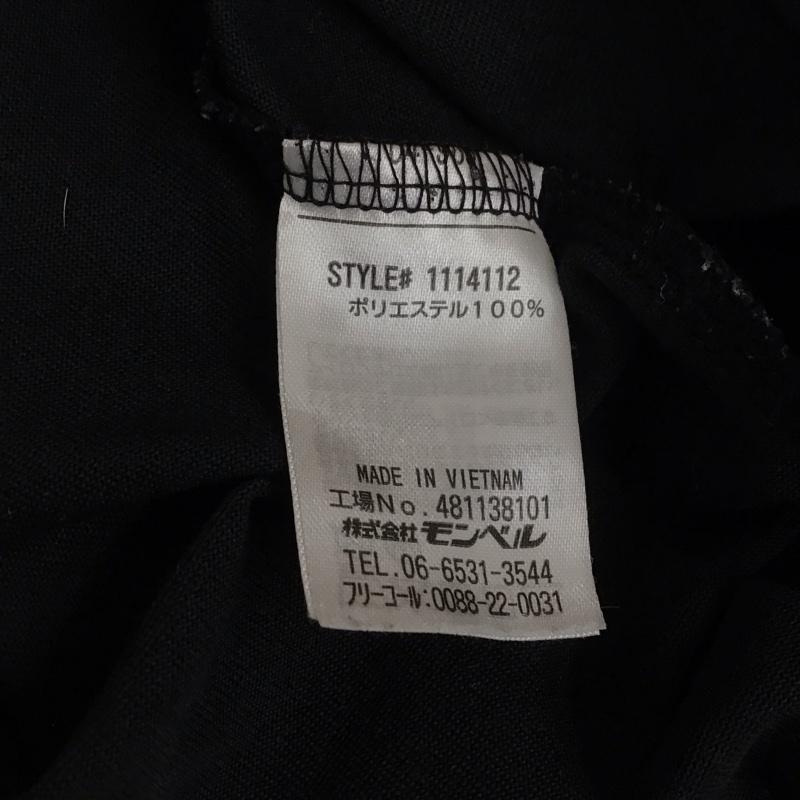 STYLE# 1114112
ポリエステル100%
MADE IN VIETNAM
工場No.481138101
株式会社モンベル
TEL.06-6531-3544
フリーコール:0088-22-0031